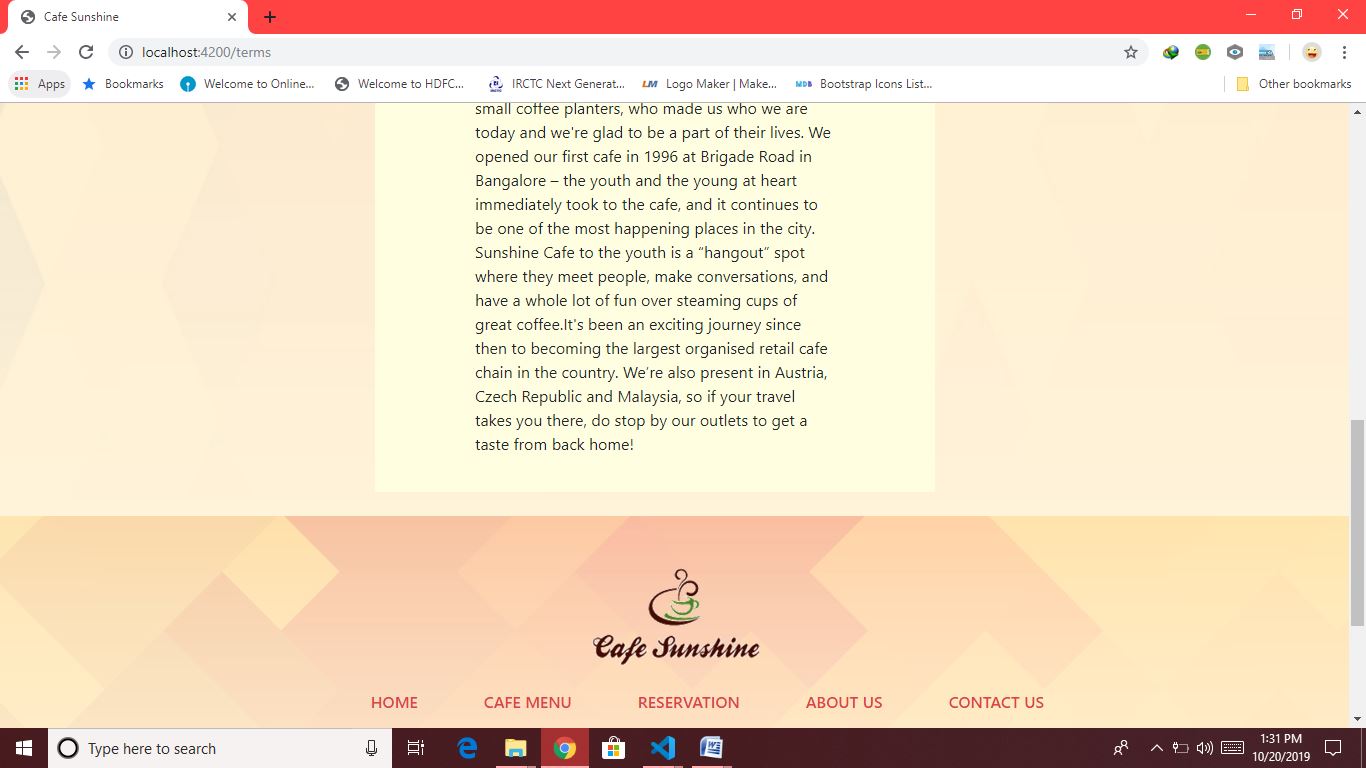 Cafe Sunshine
localhost:4200/terms
Apps Bookmarks Welcome to Online... Welcome to HDFC... IRCTC Next Generat... LM Logo Maker | Make... MDB Bootstrap Icons List... Other bookmarks
small coffee planters, who made us who we are
today and we're glad to be a part of their lives. We
opened our first cafe in 1996 at Brigade Road in
Bangalore – the youth and the young at heart
immediately took to the cafe, and it continues to
be one of the most happening places in the city.
Sunshine Cafe to the youth is a “hangout” spot
where they meet people, make conversations, and
have a whole lot of fun over steaming cups of
great coffee.It's been an exciting journey since
then to becoming the largest organised retail cafe
chain in the country. We’re also present in Austria,
Czech Republic and Malaysia, so if your travel
takes you there, do stop by our outlets to get a
taste from back home!
Cafe Sunshine
HOME CAFE MENU RESERVATION ABOUT US CONTACT US
Type here to search
1:31 PM
10/20/2019